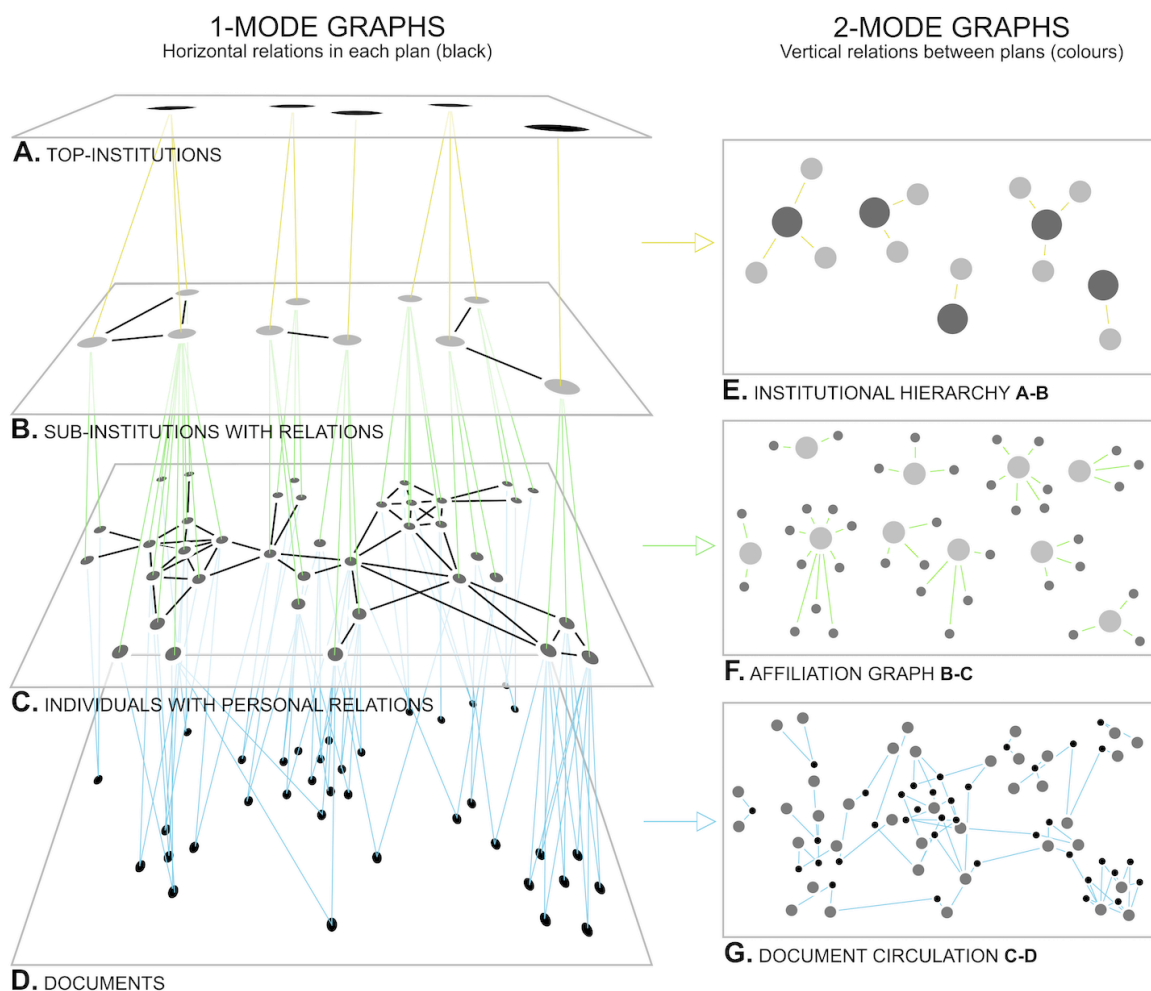 1-MODE GRAPHS
Horizontal relations in each plan (black)
2-MODE GRAPHS
Vertical relations between plans (colours)
A. TOP-INSTITUTIONS
B. SUB-INSTITUTIONS WITH RELATIONS
C. INDIVIDUALS WITH PERSONAL RELATIONS
D. DOCUMENTS
E. INSTITUTIONAL HIERARCHY A-B
F. AFFILIATION GRAPH B-C
G. DOCUMENT CIRCULATION C-D